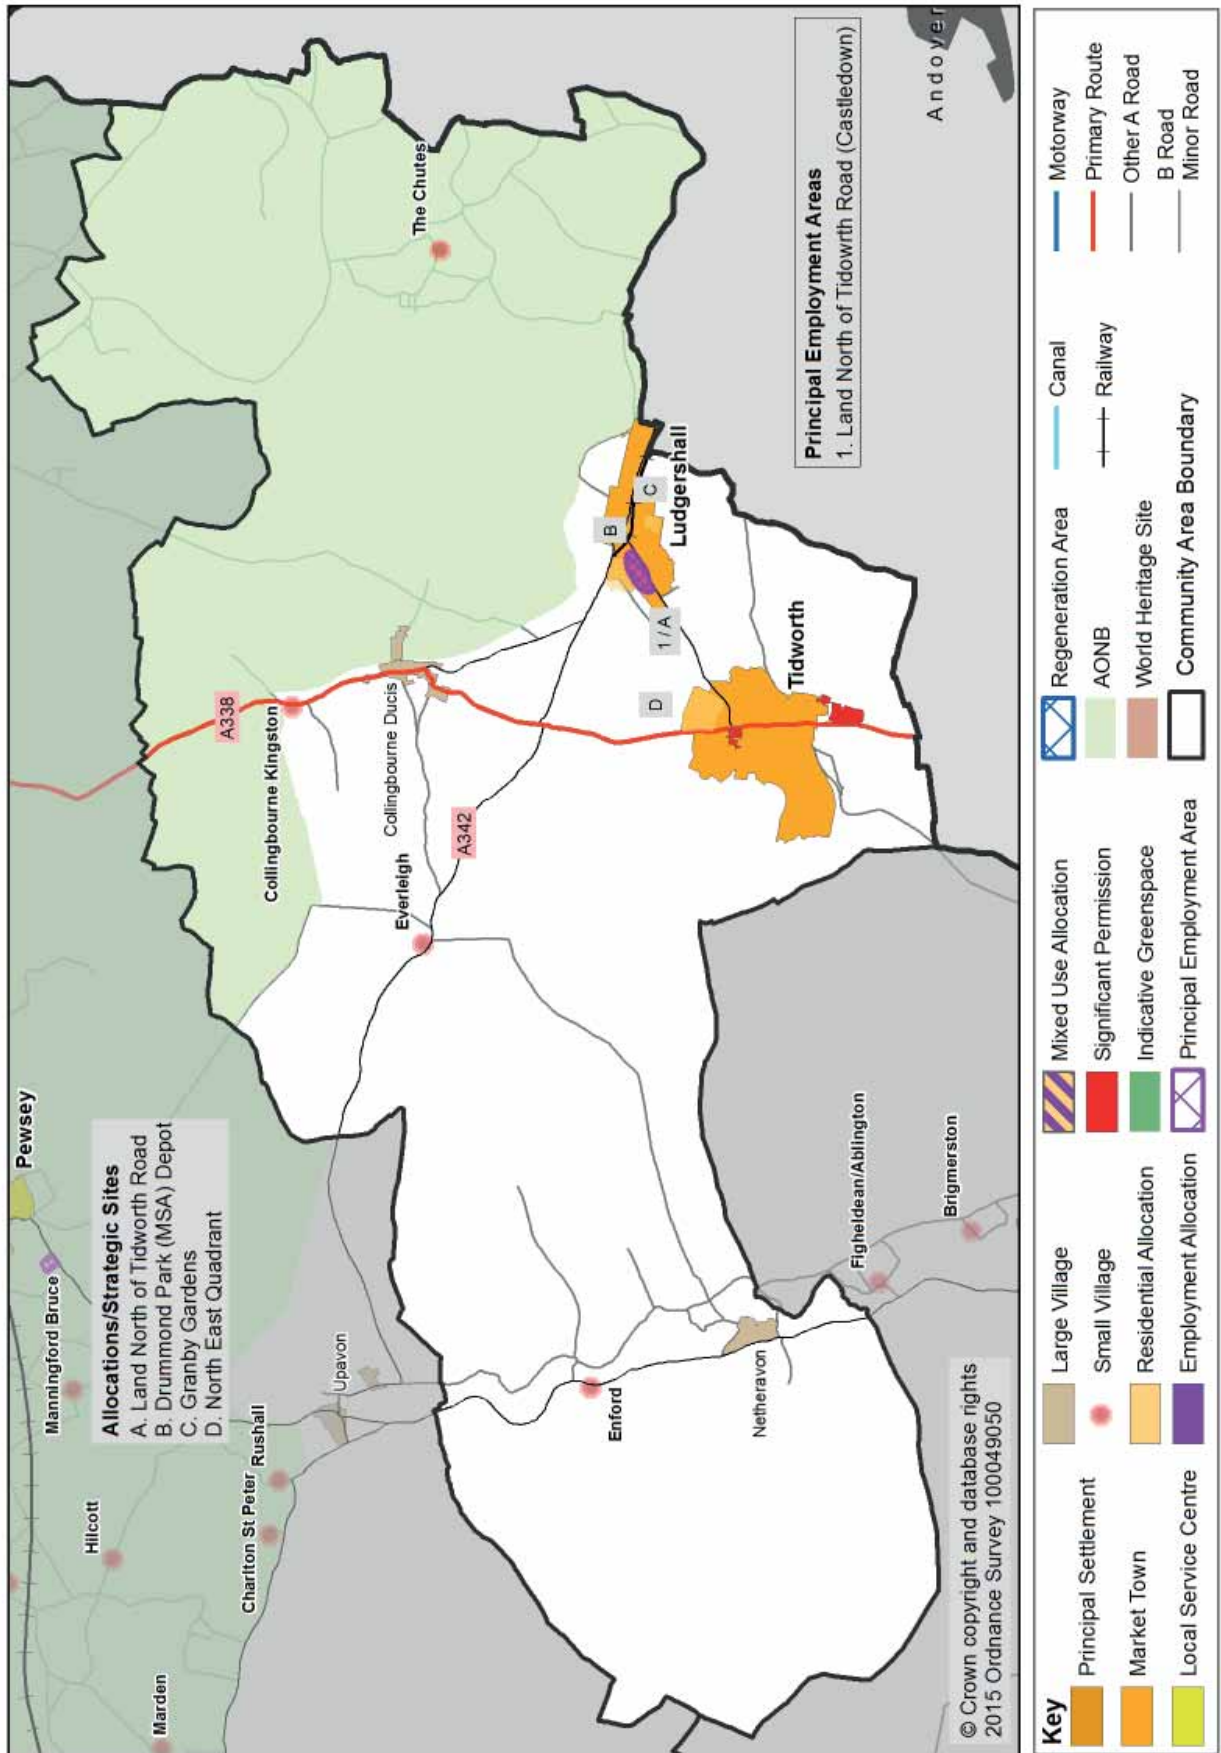 Pewsey
Manningford Bruce
Allocations/Strategic Sites
A. Land North of Tidworth Road
B. Drummond Park (MSA) Depot
C. Granby Gardens
D. North East Quadrant
Hilcott
Rushall
Charlton St Peter
Upavon
Marden
A338
Collingbourne Kingston
Collingbourne Ducis
A342
Everleigh
The Chutes
B
C
Ludgershall
1 / A
D
Tidworth
Enford
Netheravon
Figheldean/Ablington
Brigmerston
Principal Employment Areas
1. Land North of Tidowrth Road (Castledown)
Andover
© Crown copyright and database rights
2015 Ordnance Survey 100049050
Key
Principal Settlement
Market Town
Local Service Centre
Large Village
Small Village
Residential Allocation
Employment Allocation
Mixed Use Allocation
Significant Permission
Indicative Greenspace
Principal Employment Area
Regeneration Area
AONB
World Heritage Site
Community Area Boundary
Canal
Railway
Motorway
Primary Route
Other A Road
B Road
Minor Road